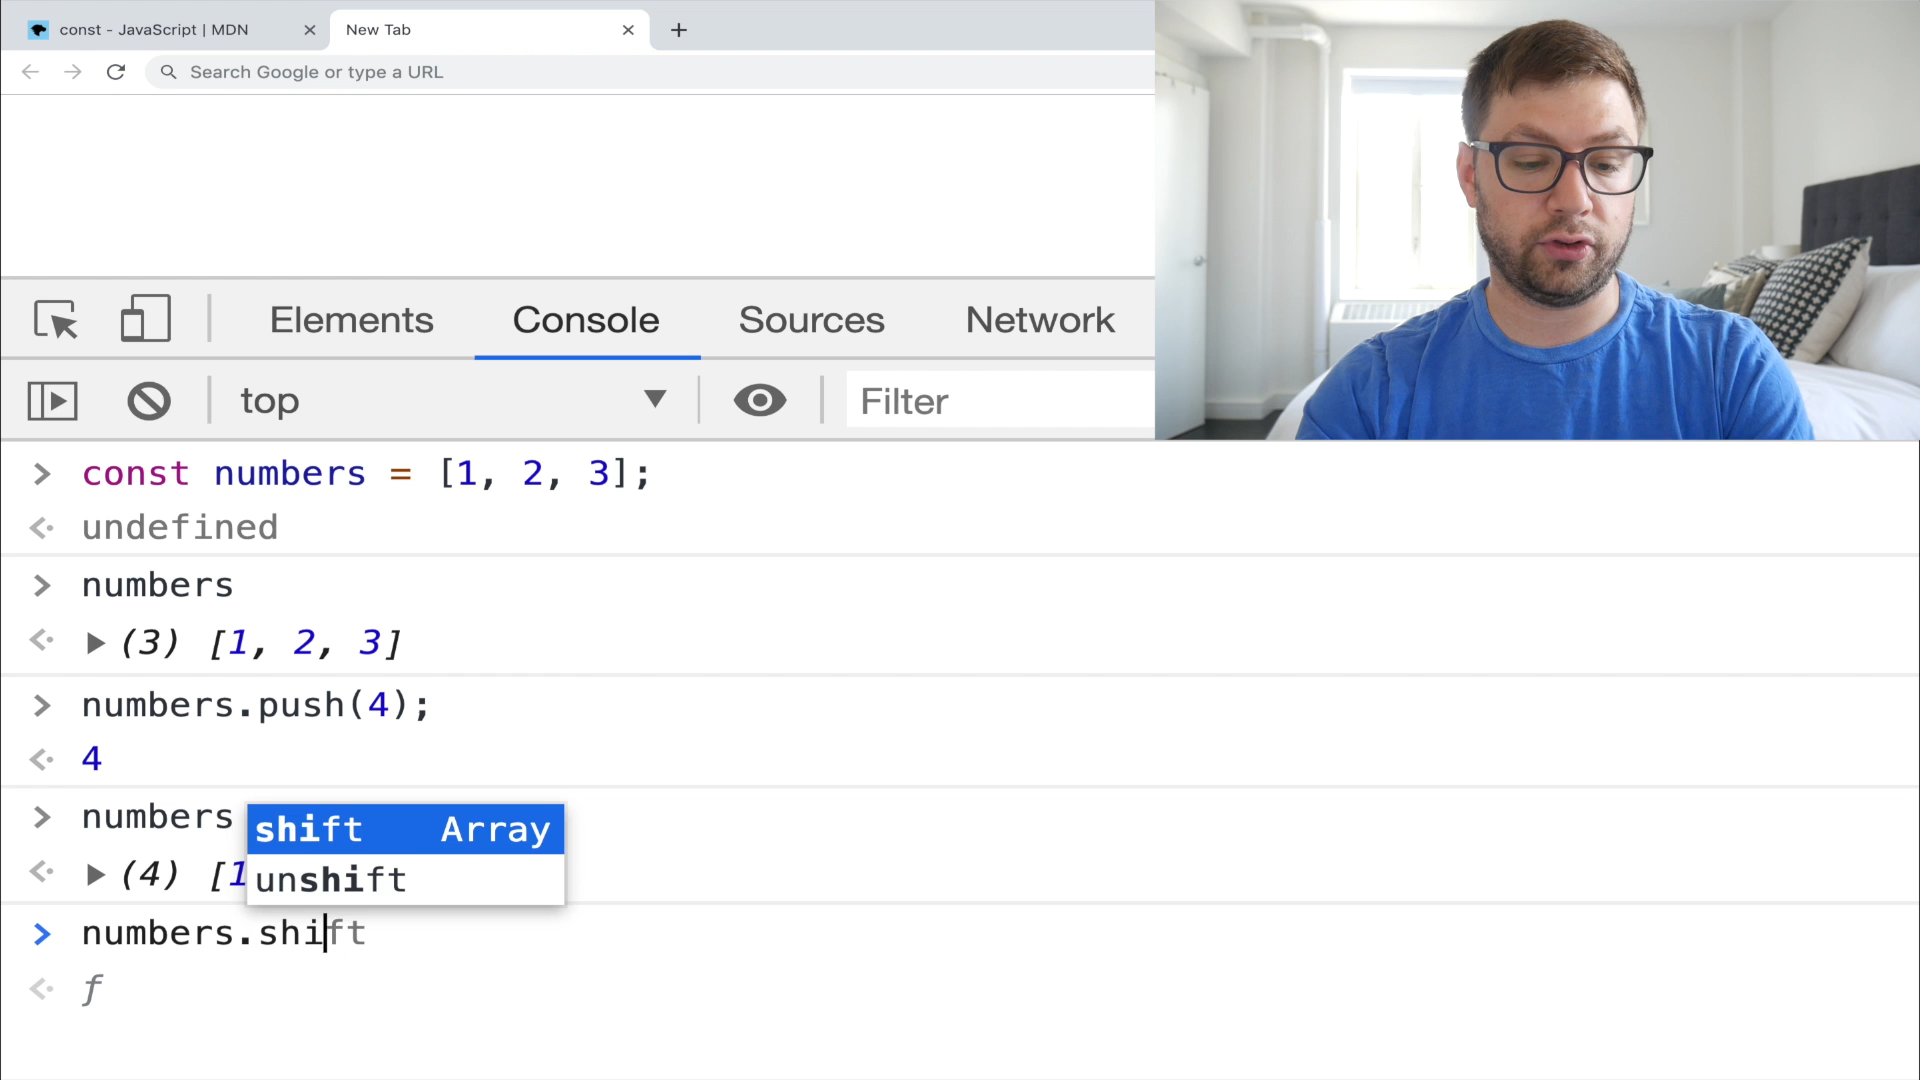 const - JavaScript | MDN
New Tab
Search Google or type a URL
Elements Console Sources Network
top
Filter
const numbers = [1, 2, 3];
undefined
numbers
(3) [1, 2, 3]
numbers.push(4);
4
numbers
(4) [1
shift Array
unshift
numbers.shift
f